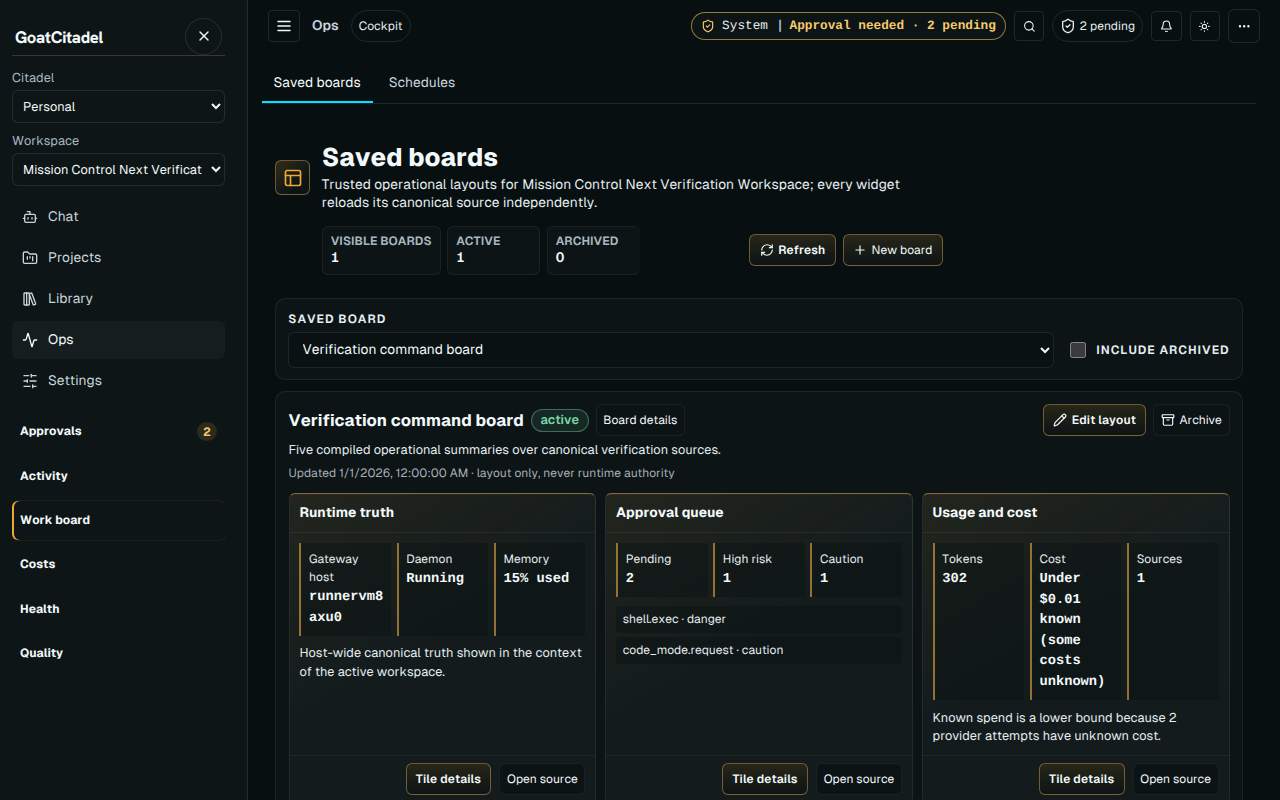 GoatCitadel
Citadel
Personal
Workspace
Mission Control Next Verificat
Chat
Projects
Library
Ops
Settings
Approvals 2
Activity
Work board
Costs
Health
Quality
Ops Cockpit
System | Approval needed · 2 pending
2 pending
Saved boards Schedules
Saved boards
Trusted operational layouts for Mission Control Next Verification Workspace; every widget
reloads its canonical source independently.
VISIBLE BOARDS
1
ACTIVE
1
ARCHIVED
0
Refresh
New board
SAVED BOARD
Verification command board
INCLUDE ARCHIVED
Verification command board active Board details
Edit layout Archive
Five compiled operational summaries over canonical verification sources.
Updated 1/1/2026, 12:00:00 AM · layout only, never runtime authority
Runtime truth
Gateway
host
runnervm8
axu0
Daemon
Running
Memory
15% used
Host-wide canonical truth shown in the context
of the active workspace.
Tile details Open source
Approval queue
Pending
2
High risk
1
Caution
1
shell.exec · danger
code_mode.request · caution
Tile details Open source
Usage and cost
Tokens
302
Cost
Under
$0.01
known
(some
costs
unknown)
Sources
1
Known spend is a lower bound because 2
provider attempts have unknown cost.
Tile details Open source